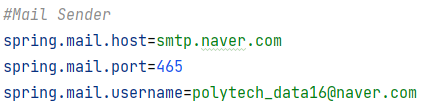 #Mail Sender
spring.mail.host=smtp.naver.com
spring.mail.port=465
spring.mail.username=polytech_data16@naver.com